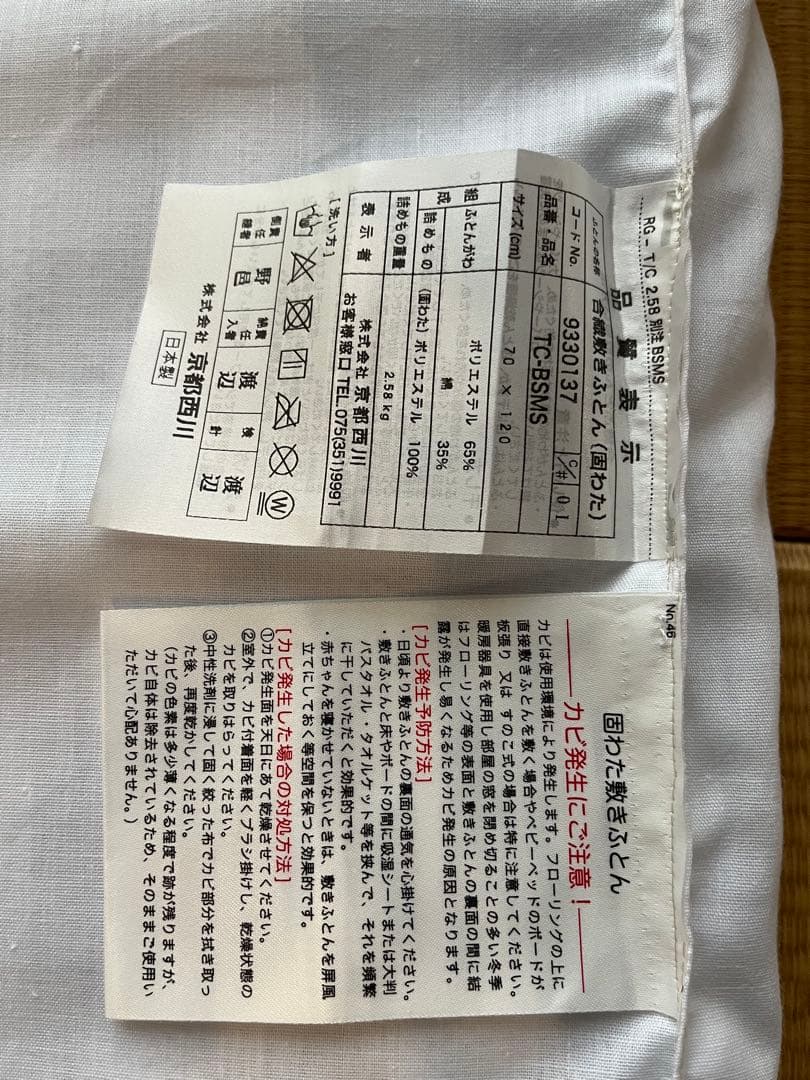 RG- T/C 2.58 別注 BSMS
品質表示
ふとんの名称 合繊敷きふとん(固わた)
コードNo. 9330137 C/# 01
品番・品名 TC-BSMS
サイズ(cm) 70 × 120
組成 ふとんがわ ポリエステル 65%
綿 35%
詰めもの (固わた)ポリエステル 100%
詰めもの重量 2.58kg
表示者 株式会社 京都西川
お客様窓口 TEL.075(351)9991
[洗い方]
W
側責任縫者 野邑 綿責任入者 渡辺 検針 渡辺
株式会社 京都西川
日本製
No.46
固わた敷きふとん
カビ発生にご注意!
カビは使用環境により発生します。フローリングの上に
直接敷きふとんを敷く場合やベビーベッドのボードが
板張り 又は すのこ式の場合は特に注意してください。
暖房器具を使用し部屋の窓を閉め切ることの多い冬季
はフローリング等の表面と敷きふとんの裏面の間に結
露が発生し易くなるためカビ発生の原因となります。
[カビ発生予防方法]
・日頃より敷きふとんの裏面の通気を心掛けてください。
・敷きふとんと床やボードの間に吸湿シートまたは大判
バスタオル・タオルケット等を挟んで、それを頻繁
に干していただくと効果的です。
・赤ちゃんを寝かせていないときは、敷きふとんを屏風
立てにしておく等空間を保つと効果的です。
[カビ発生した場合の対処方法]
①カビ発生面を天日にあて乾燥させてください。
②室外で、カビ付着面を軽くブラシ掛けし、乾燥状態の
カビを取りはらってください。
③中性洗剤に浸して固く絞った布でカビ部分を拭き取っ
た後、再度乾かしてください。
(カビの色素は多少薄くなる程度で跡が残りますが、
カビ自体は除去されているため、そのままご使用い
ただいて心配ありません。)